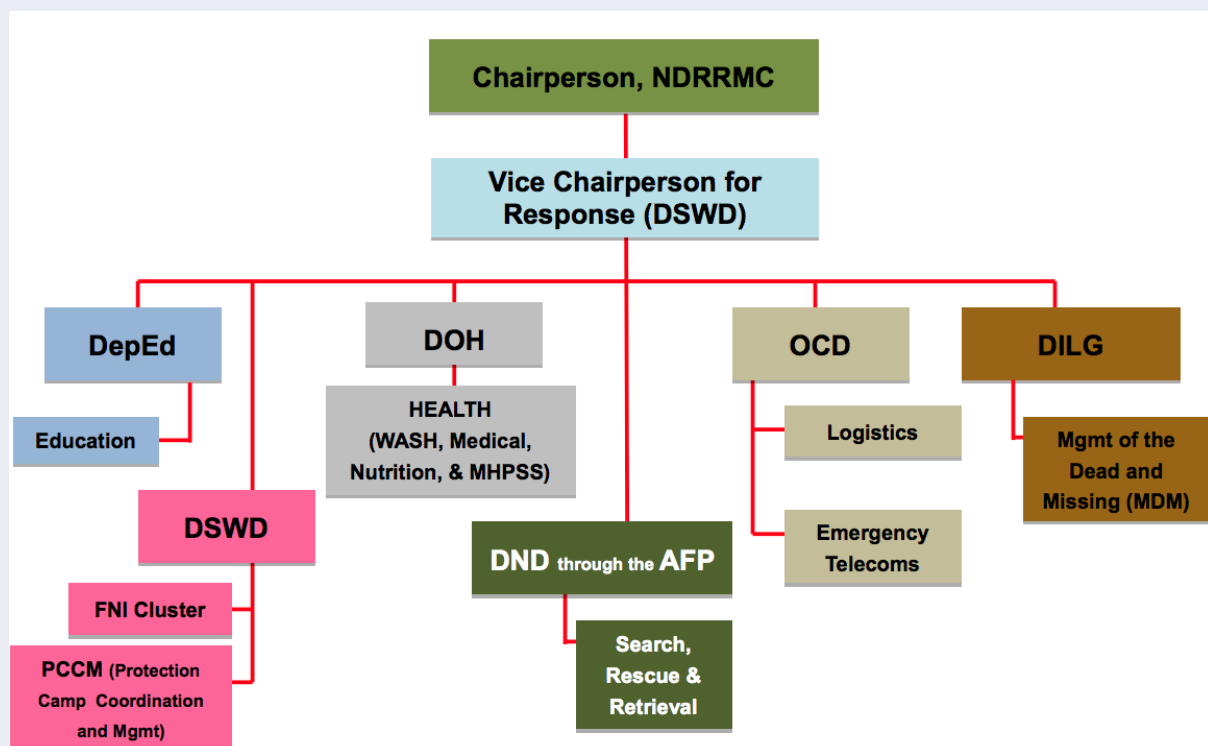 Chairperson, NDRRMC
Vice Chairperson for
Response (DSWD)
DepEd
Education
DSWD
FNI Cluster
PCCM (Protection
Camp Coordination
and Mgmt)
DOH
HEALTH
(WASH, Medical,
Nutrition, & MHPSS)
DND through the AFP
Search,
Rescue &
Retrieval
OCD
Logistics
Emergency
Telecoms
DILG
Mgmt of the
Dead and
Missing (MDM)